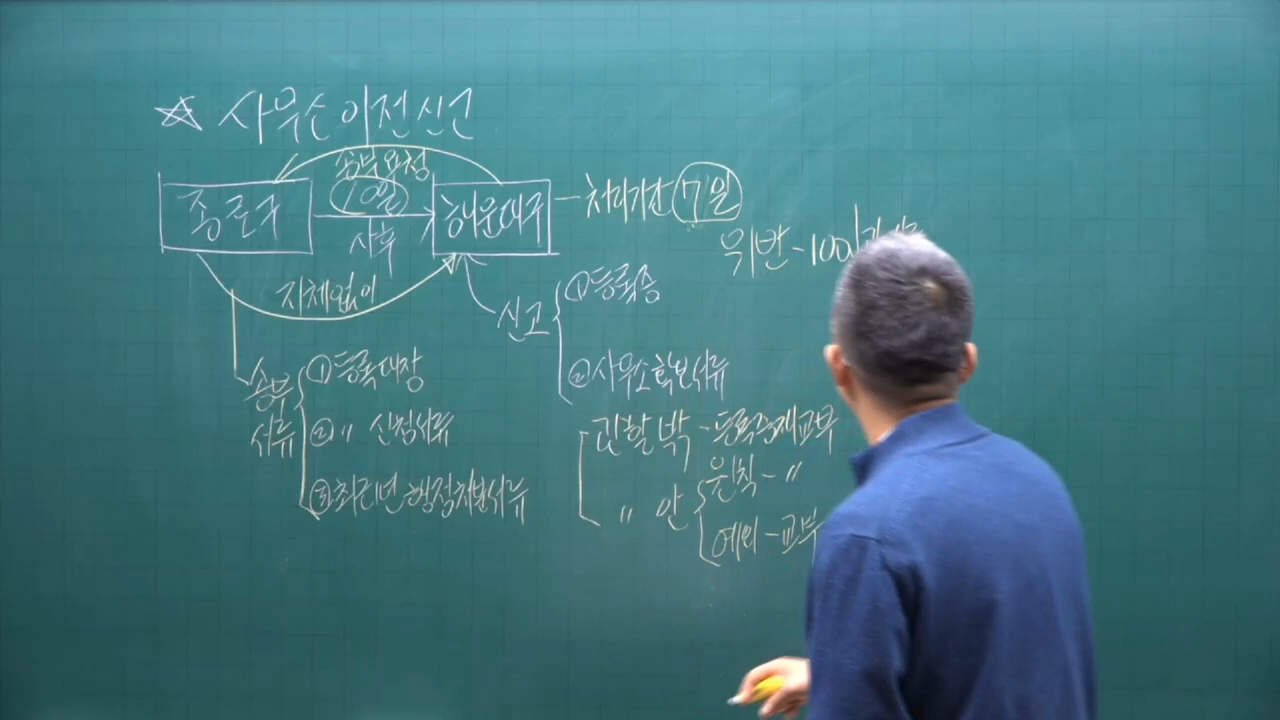 ☆ 사무소이전신고
송부요청
종로구
10일
사후
해운대구
- 처리기간 7일
위반-100
지체없이
신고
① 등록증
② 사무소확보서류
송부서류
① 등록대장
② 〃 신청서류
③ 최근1년 행정처분서류
관할 밖 - 등록증재교부
〃 안
원칙 - 〃
예외 - 교부